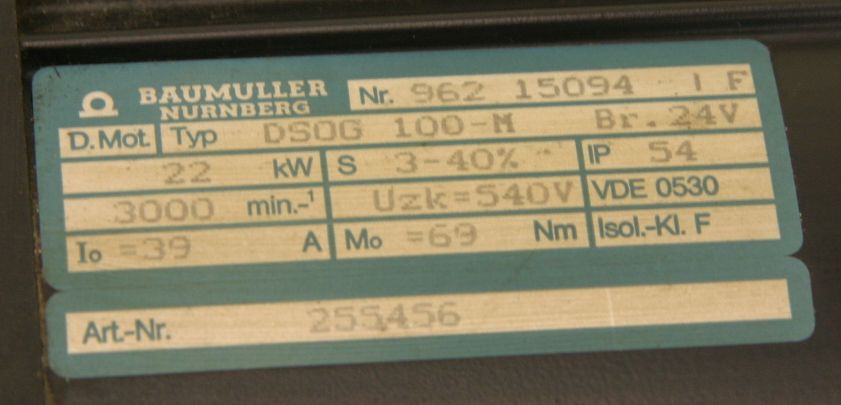 BAUMULLER
NURNBERG
Nr. 962 15094 I F
D.Mot. Typ DSOG 100-M Br.24V
22 kW S 3-40% IP 54
3000 min.-¹ Uzk=540V VDE 0530
Io =39 A Mo =69 Nm Isol.-Kl. F
Art.-Nr. 255456